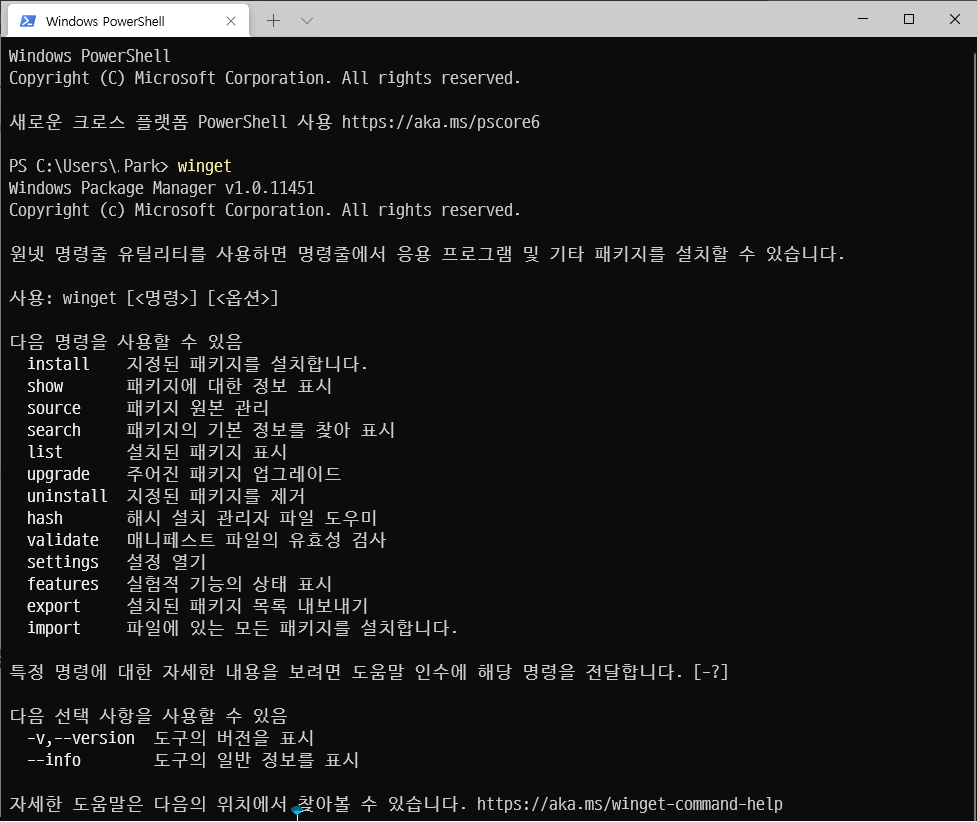 Windows PowerShell
Windows PowerShell
Copyright (C) Microsoft Corporation. All rights reserved.
새로운 크로스 플랫폼 PowerShell 사용 https://aka.ms/pscore6
PS C:\Users\.Park> winget
Windows Package Manager v1.0.11451
Copyright (c) Microsoft Corporation. All rights reserved.
윈넷 명령줄 유틸리티를 사용하면 명령줄에서 응용 프로그램 및 기타 패키지를 설치할 수 있습니다.
사용: winget [<명령>] [<옵션>]
다음 명령을 사용할 수 있음
install 지정된 패키지를 설치합니다.
show 패키지에 대한 정보 표시
source 패키지 원본 관리
search 패키지의 기본 정보를 찾아 표시
list 설치된 패키지 표시
upgrade 주어진 패키지 업그레이드
uninstall 지정된 패키지를 제거
hash 해시 설치 관리자 파일 도우미
validate 매니페스트 파일의 유효성 검사
settings 설정 열기
features 실험적 기능의 상태 표시
export 설치된 패키지 목록 내보내기
import 파일에 있는 모든 패키지를 설치합니다.
특정 명령에 대한 자세한 내용을 보려면 도움말 인수에 해당 명령을 전달합니다. [-?]
다음 선택 사항을 사용할 수 있음
-v,--version 도구의 버전을 표시
--info 도구의 일반 정보를 표시
자세한 도움말은 다음의 위치에서 찾아볼 수 있습니다. https://aka.ms/winget-command-help